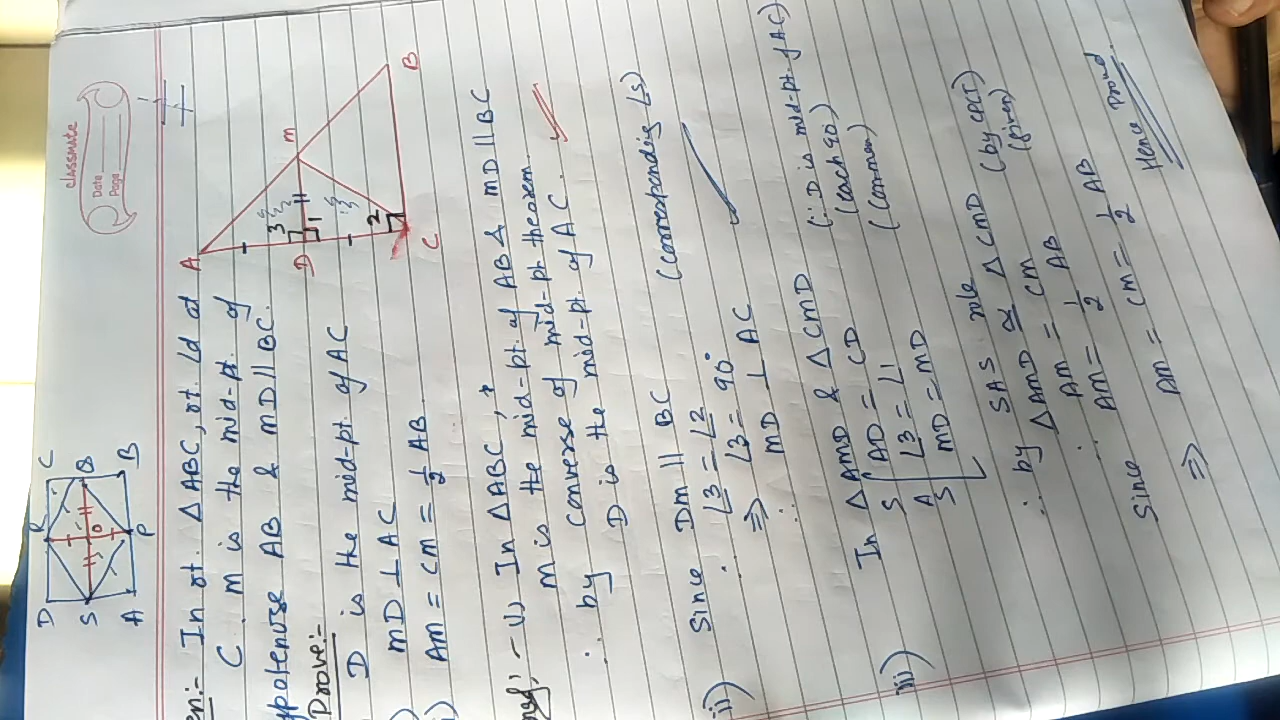 classmate
Date
Page
D R C
S O Q
A P B
en:- In rt. △ABC, rt. ∠d at
C. M is the mid-pt. of
ypotenuse AB & MD || BC.
Prove:-
D is the mid-pt. of AC
MD ⊥ AC
AM = CM = 1/2 AB
A
3
D 1 M
2
C B
i) In △ABC,
M is the mid-pt. of AB & MD || BC
∴ by converse of mid-pt. theorem
D is the mid-pt. of AC.
ii) Since DM || BC
∴ ∠3 = ∠2 (corresponding ∠s)
⇒ ∠3 = 90°
∴ MD ⊥ AC
iii) In △AMD & △CMD
S AD = CD (∵ D is mid-pt. of AC)
A ∠3 = ∠1 (each 90°)
S MD = MD (common)
∴ by SAS rule
△AMD ≅ △CMD
∴ AM = CM (by CPCT)
Since AM = 1/2 AB (given)
⇒ AM = CM = 1/2 AB
Hence Proved